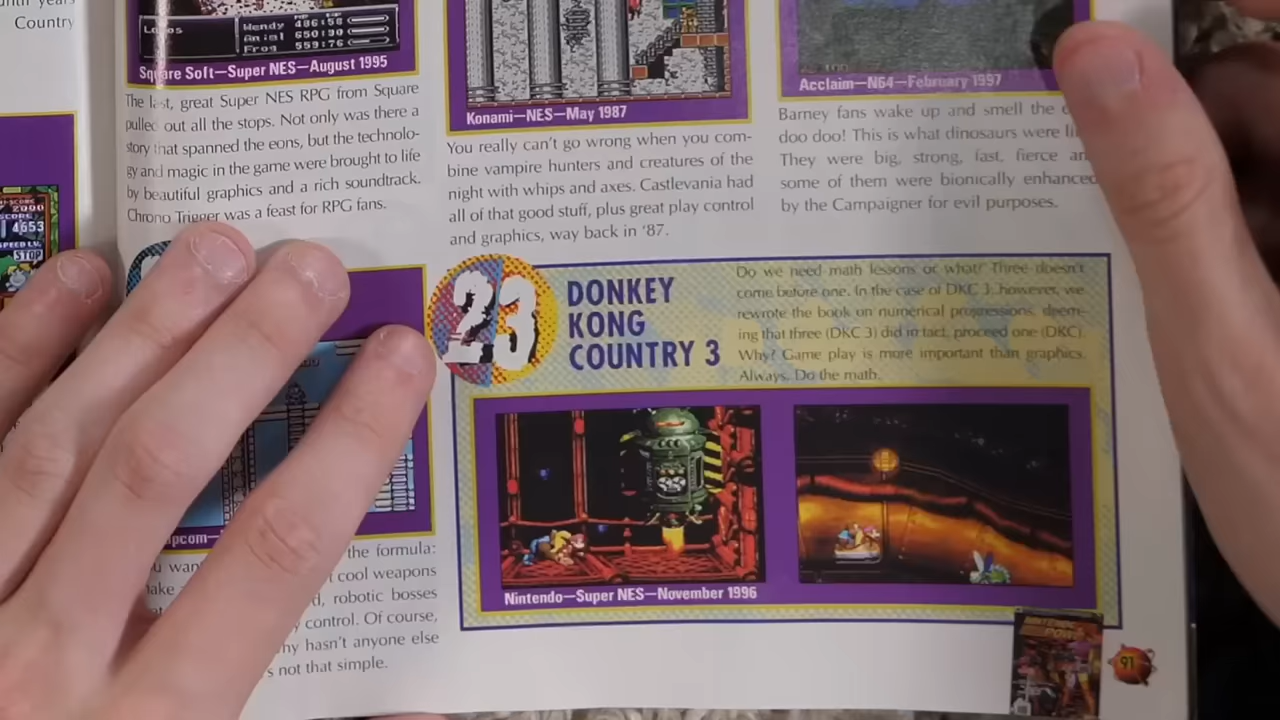 Country
Wendy 486:58
650:90
Frog 559:76
Square Soft—Super NES—August 1995
The last, great Super NES RPG from Square
pulled out all the stops. Not only was there a
story that spanned the eons, but the technolo-
gy and magic in the game were brought to life
by beautiful graphics and a rich soundtrack.
Chrono Trigger was a feast for RPG fans.
Konami—NES—May 1987
You really can't go wrong when you com-
bine vampire hunters and creatures of the
night with whips and axes. Castlevania had
all of that good stuff, plus great play control
and graphics, way back in '87.
Acclaim—N64—February 1997
Barney fans wake up and smell the
doo doo! This is what dinosaurs were
They were big, strong, fast, fierce
some of them were bionically enhanced
by the Campaigner for evil purposes.
4653
STOP
the formula:
cool weapons
robotic bosses
control. Of course,
hasn't anyone else
not that simple.
23
DONKEY
KONG
COUNTRY 3
Do we need math lessons or what? Three doesn't
come before one. In the case of DKC 3, however, we
rewrote the book on numerical progressions, deem-
ing that three (DKC 3) did in fact, proceed one (DKC).
Why? Game play is more important than graphics.
Always. Do the math.
Nintendo—Super NES—November 1996
NINTENDO
POWER
91